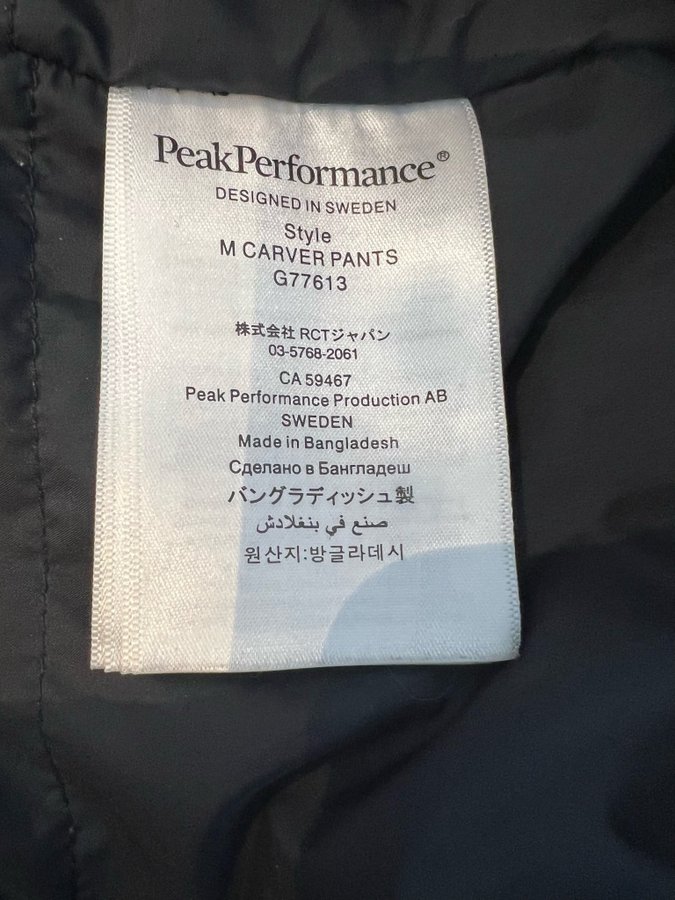 PeakPerformance®
DESIGNED IN SWEDEN
Style
M CARVER PANTS
G77613
株式会社 RCTジャパン
03-5768-2061
CA 59467
Peak Performance Production AB
SWEDEN
Made in Bangladesh
Сделано в Бангладеш
バングラディッシュ製
صنع في بنغلادش
원산지:방글라데시